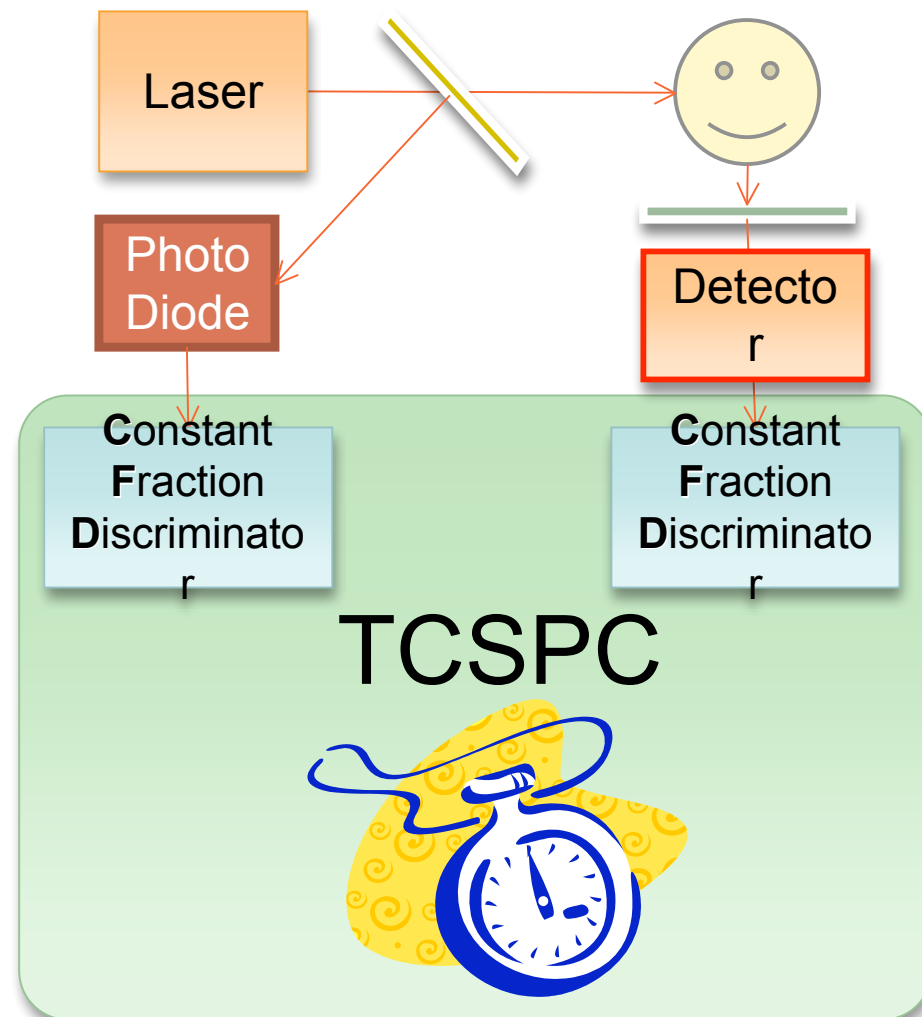 Laser
Photo
Diode
Detecto
r
Constant
Fraction
Discriminato
r
Constant
Fraction
Discriminato
r
TCSPC